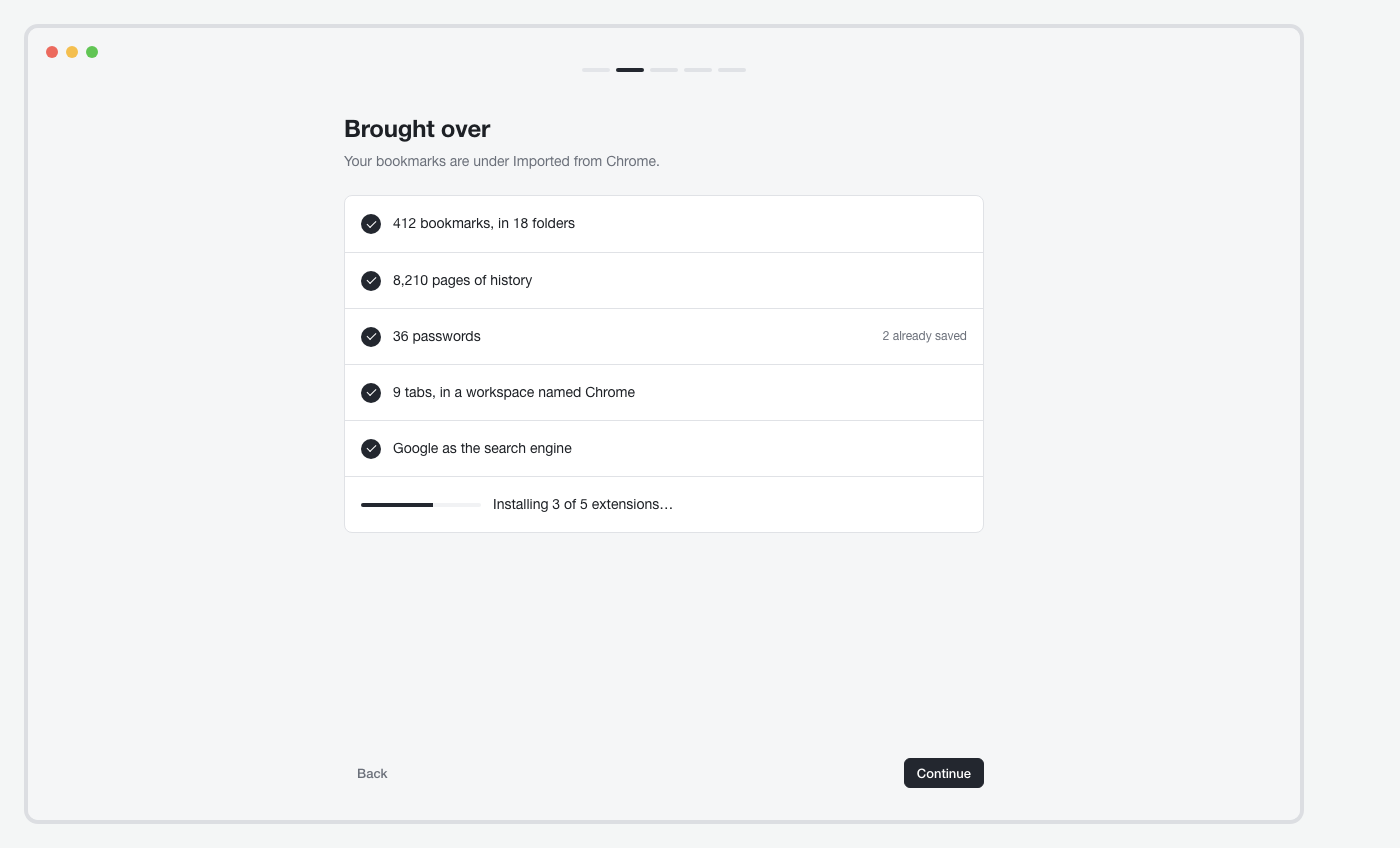 Brought over
Your bookmarks are under Imported from Chrome.
412 bookmarks, in 18 folders
8,210 pages of history
36 passwords
2 already saved
9 tabs, in a workspace named Chrome
Google as the search engine
Installing 3 of 5 extensions…
Back
Continue